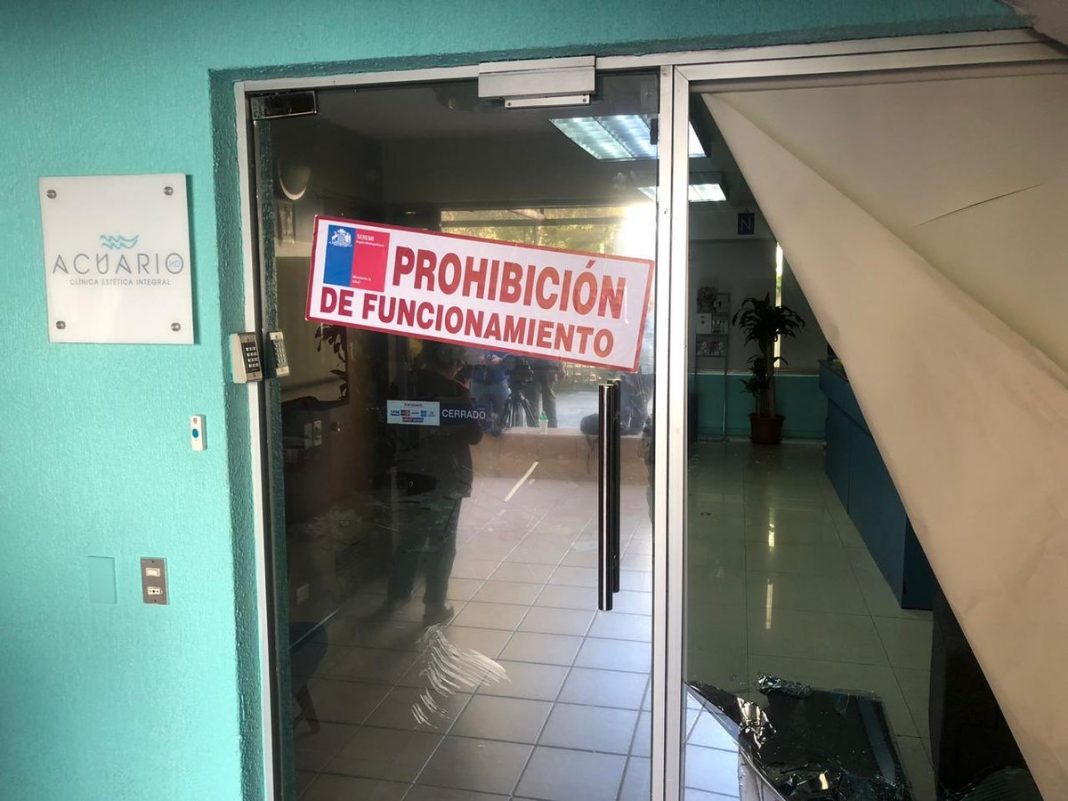 ACUARIO
CLÍNICA ESTÉTICA INTEGRAL
SEREMI
PROHIBICIÓN
DE FUNCIONAMIENTO
CERRADO
N